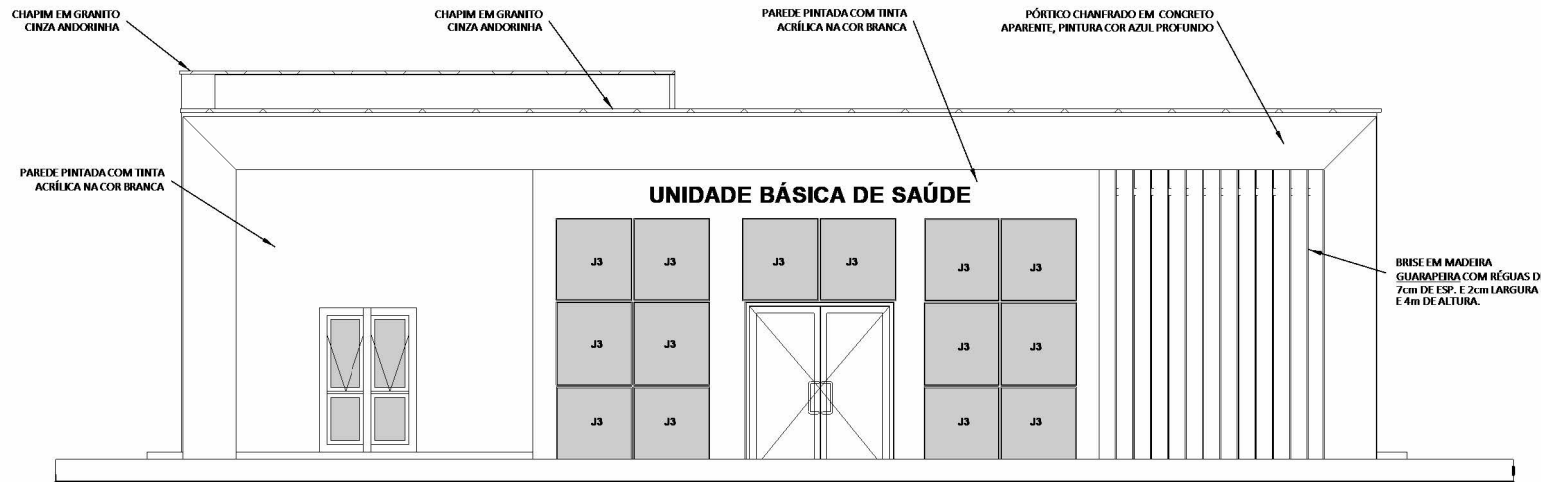 CHAPIM EM GRANITO
CINZA ANDORINHA
CHAPIM EM GRANITO
CINZA ANDORINHA
PAREDE PINTADA COM TINTA
ACRÍLICA NA COR BRANCA
PÓRTICO CHANFRADO EM CONCRETO
APARENTE, PINTURA COR AZUL PROFUNDO
PAREDE PINTADA COM TINTA
ACRÍLICA NA COR BRANCA
UNIDADE BÁSICA DE SAÚDE
J3 J3 J3 J3 J3 J3
BRISE EM MADEIRA
GUARAPEIRA COM RÉGUAS D
7cm DE ESP. E 2cm LARGURA
E 4m DE ALTURA.
J3 J3 J3 J3
J3 J3 J3 J3